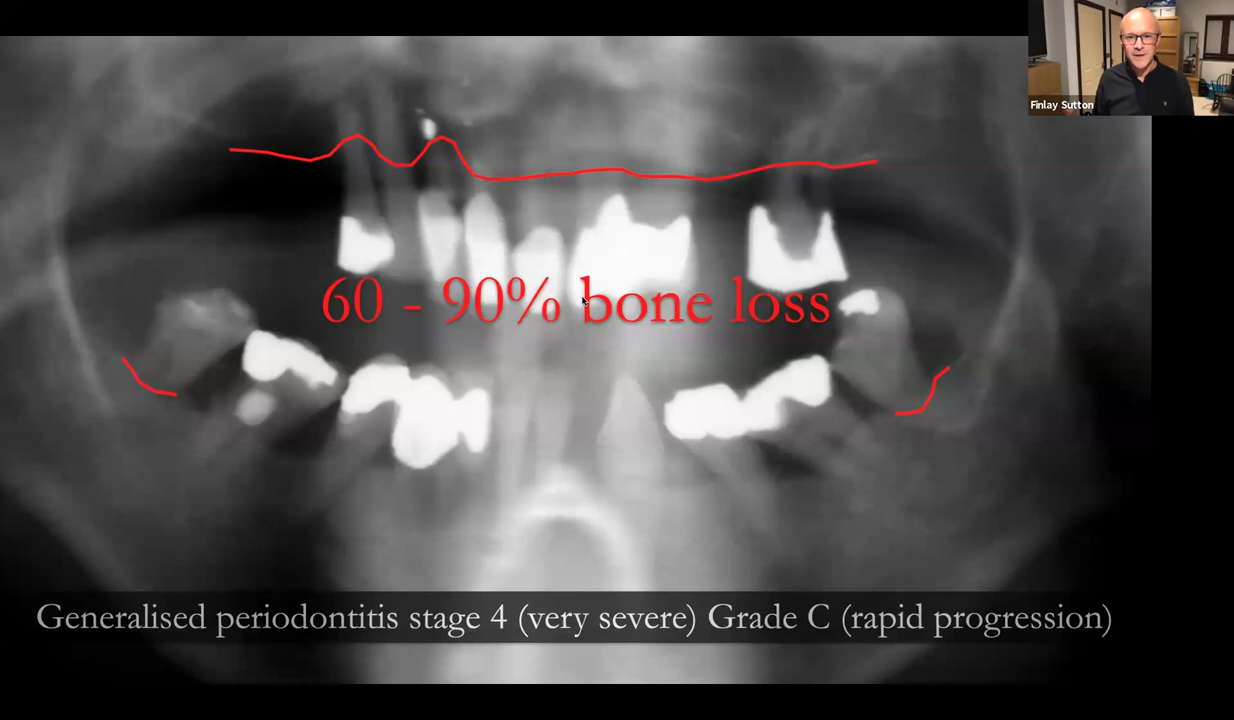 Finlay Sutton
60 - 90% bone loss
Generalised periodontitis stage 4 (very severe) Grade C (rapid progression)